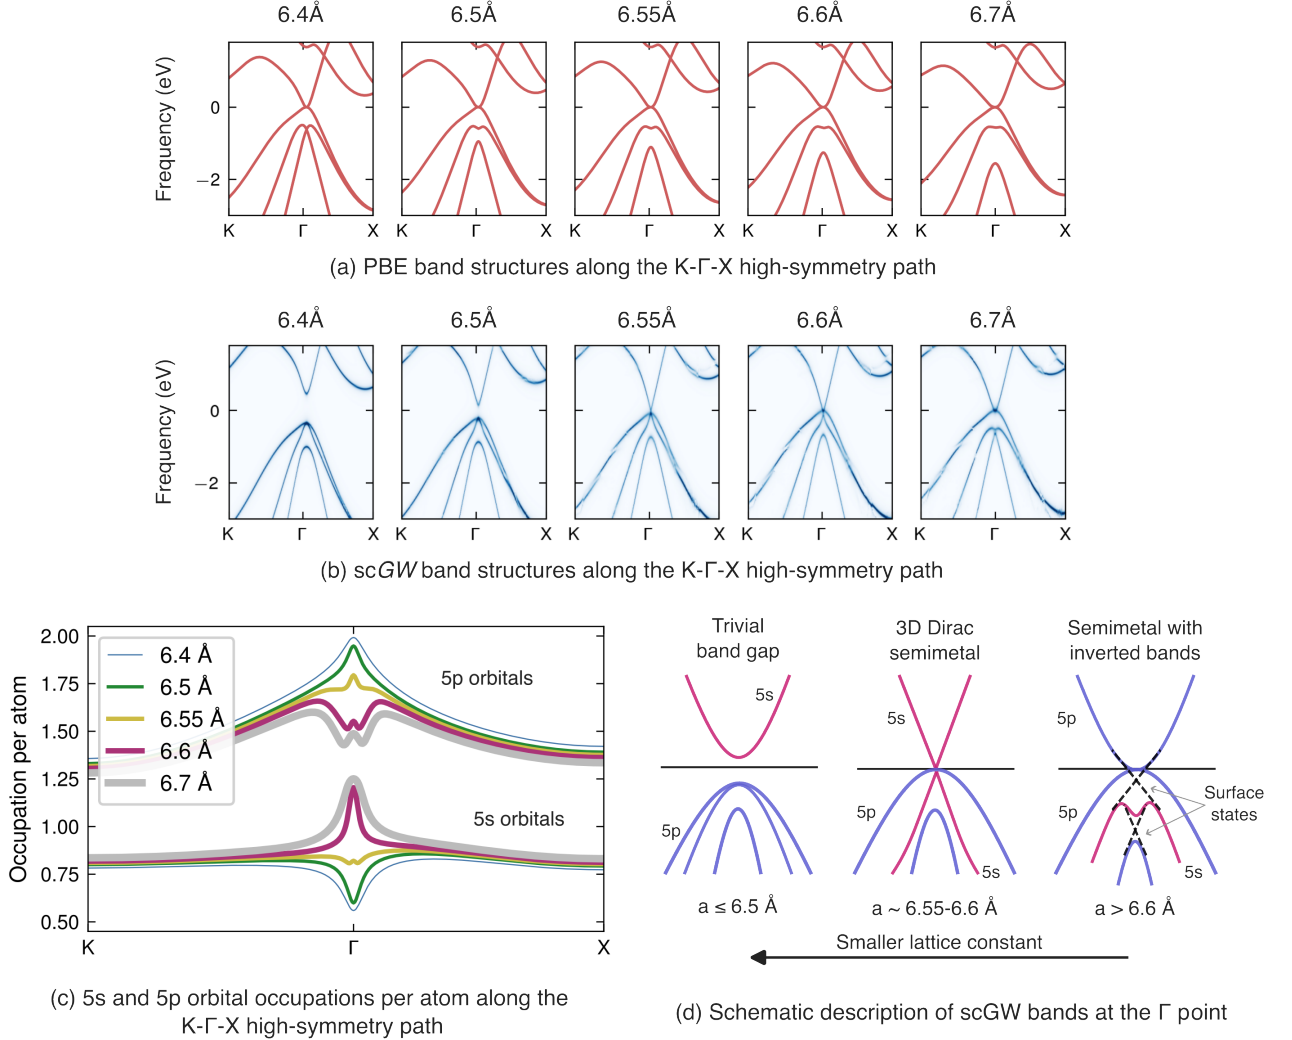 6.4Å 6.5Å 6.55Å 6.6Å 6.7Å
Frequency (eV)
0
−2
K Γ X K Γ X K Γ X K Γ X K Γ X
(a) PBE band structures along the K-Γ-X high-symmetry path
6.4Å 6.5Å 6.55Å 6.6Å 6.7Å
Frequency (eV)
0
−2
K Γ X K Γ X K Γ X K Γ X K Γ X
(b) scGW band structures along the K-Γ-X high-symmetry path
Occupation per atom
2.00
1.75
1.50
1.25
1.00
0.75
0.50
6.4 Å
6.5 Å
6.55 Å
6.6 Å
6.7 Å
5p orbitals
5s orbitals
K Γ X
(c) 5s and 5p orbital occupations per atom along the
K-Γ-X high-symmetry path
Trivial
band gap
5s
5p
a ≤ 6.5 Å
3D Dirac
semimetal
5s
5p
5s
a ~ 6.55-6.6 Å
Semimetal with
inverted bands
5p
5p
Surface
states
5s
a > 6.6 Å
Smaller lattice constant
(d) Schematic description of scGW bands at the Γ point